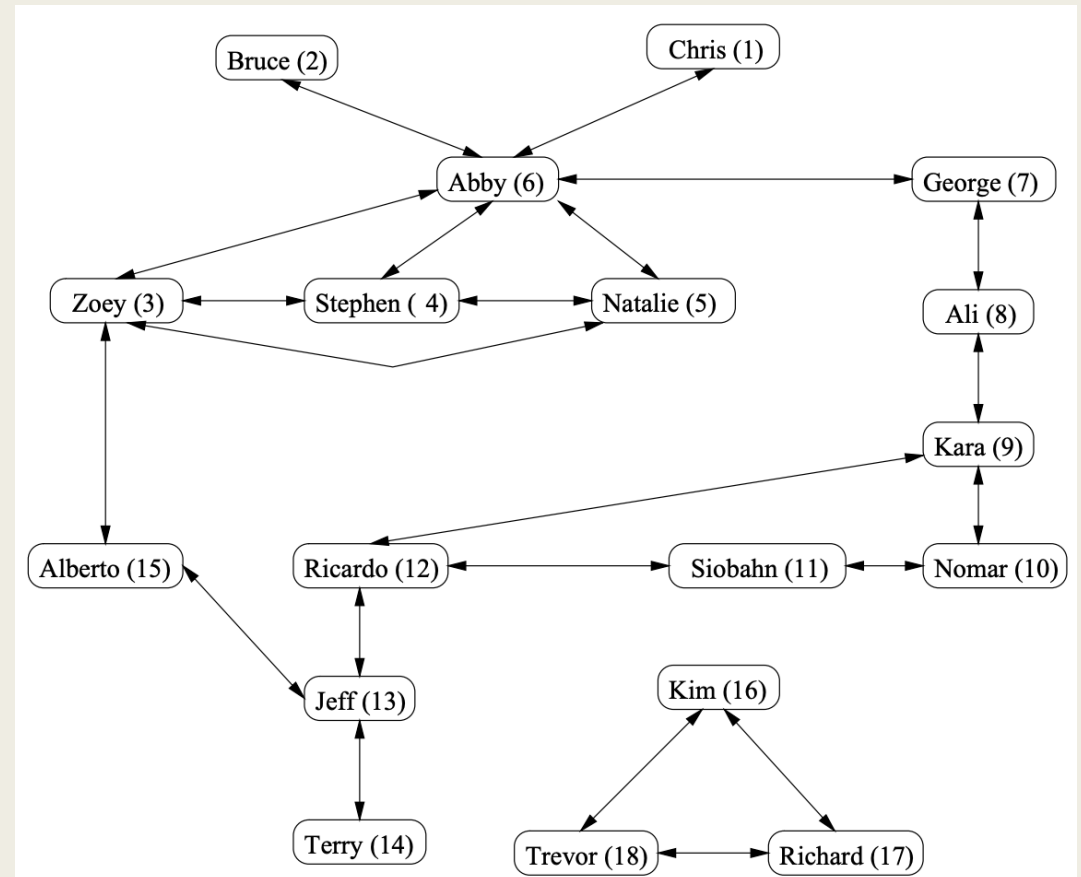 Bruce (2)
Chris (1)
Abby (6)
George (7)
Zoey (3)
Stephen ( 4)
Natalie (5)
Ali (8)
Kara (9)
Alberto (15)
Ricardo (12)
Siobahn (11)
Nomar (10)
Jeff (13)
Kim (16)
Terry (14)
Trevor (18)
Richard (17)